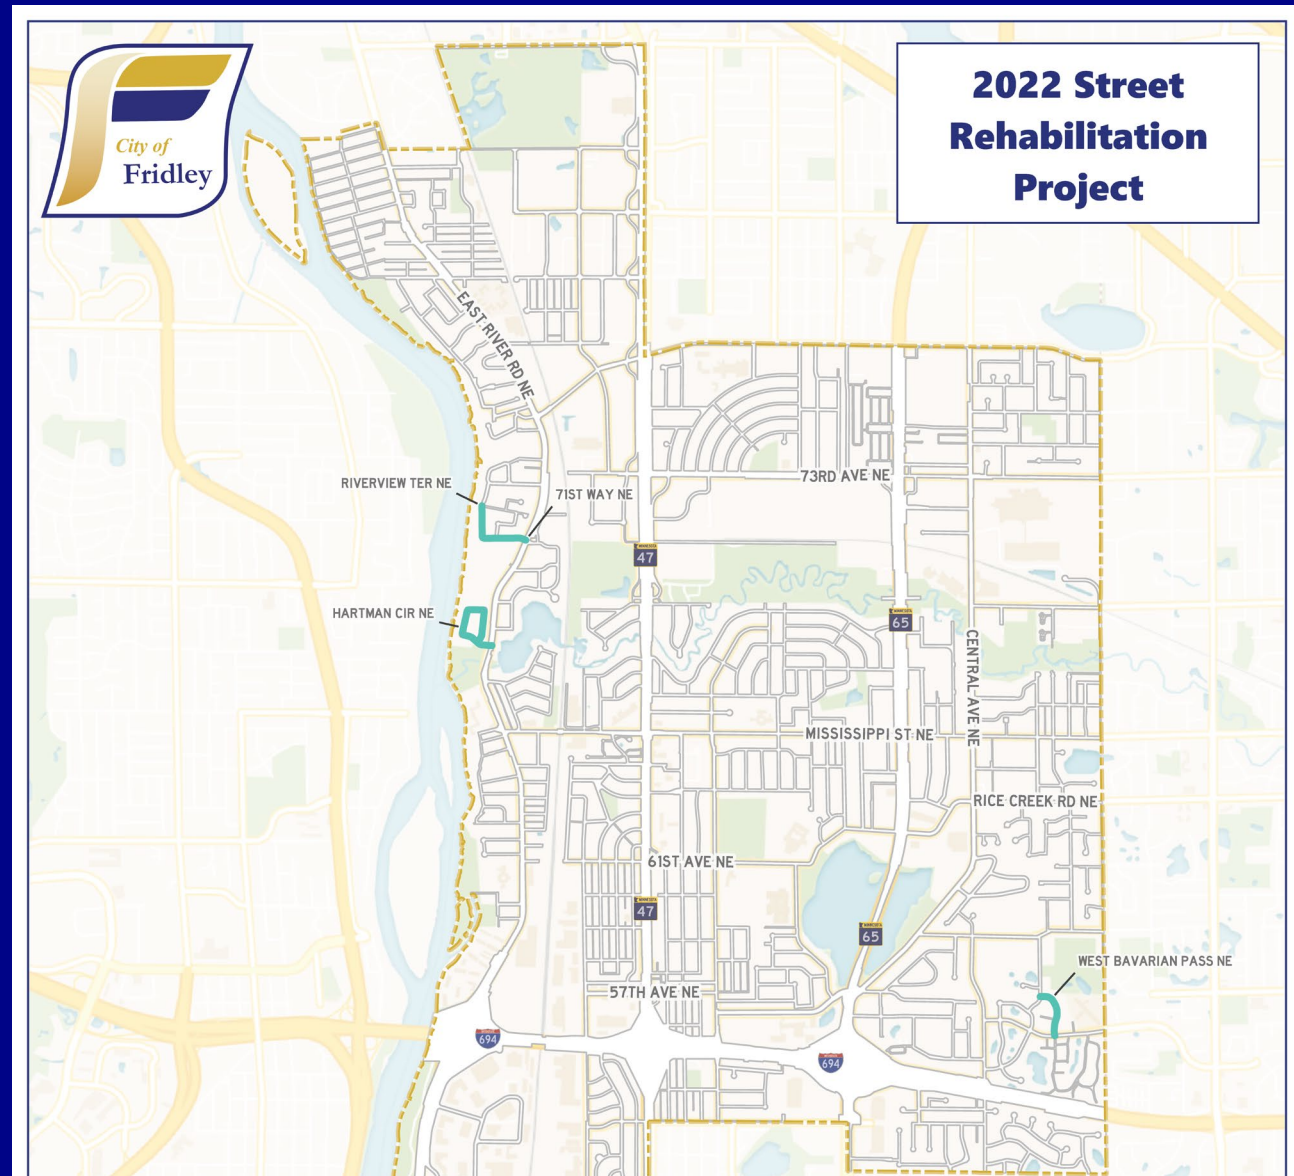 City of
Fridley
2022 Street
Rehabilitation
Project
EAST RIVER RD NE
RIVERVIEW TER NE
71ST WAY NE
73RD AVE NE
47
HARTMAN CIR NE
65
CENTRAL AVE NE
MISSISSIPPI ST NE
RICE CREEK RD NE
61ST AVE NE
47
65
WEST BAVARIAN PASS NE
57TH AVE NE
694
694